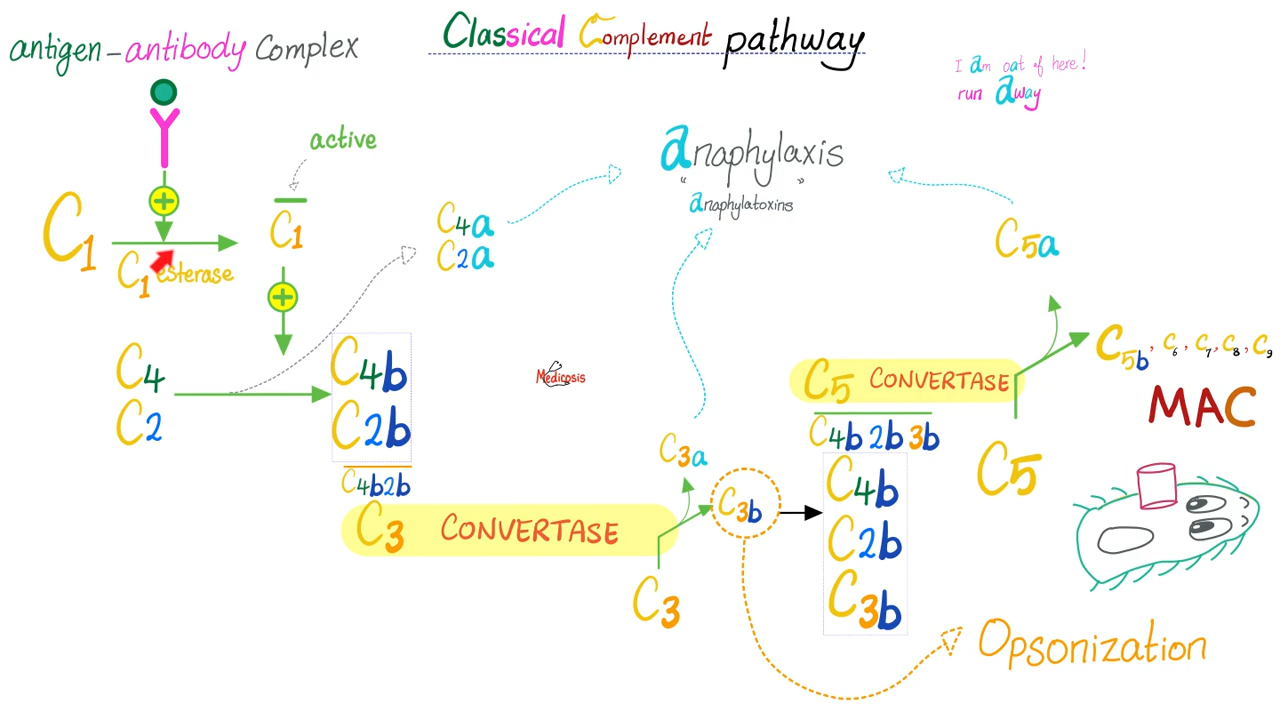 Classical Complement pathway
antigen-antibody Complex
I am oat of here!
run away
active
anaphylaxis
" "
anaphylatoxins
C1
C1 esterase
C1
C4a
C2a
C5a
C4
C2
C4b
C2b
C4b2b
C3 CONVERTASE
Medicosis
C3a
C3b
C3
C5 CONVERTASE
C4b 2b 3b
C4b
C2b
C3b
C5
C5b, C6, C7, C8, C9
MAC
Opsonization